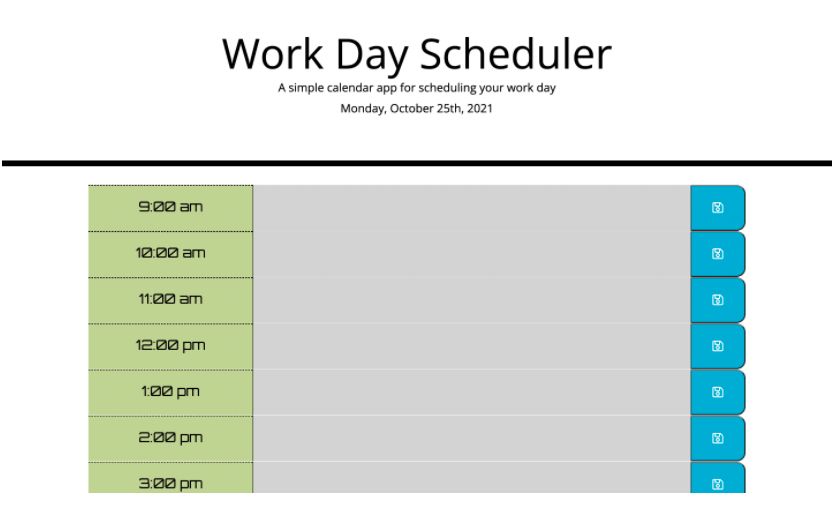 Work Day Scheduler
A simple calendar app for scheduling your work day
Monday, October 25th, 2021
9:00 am
10:00 am
11:00 am
12:00 pm
1:00 pm
2:00 pm
3:00 pm